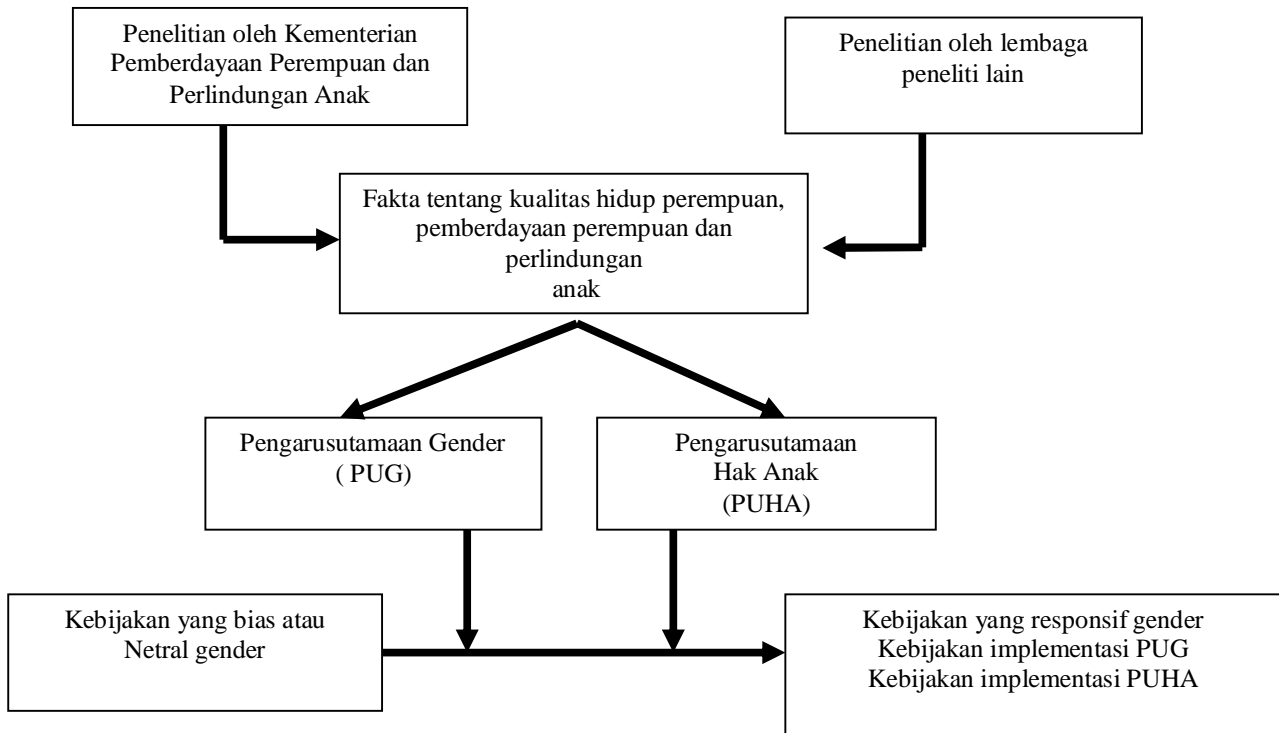 Penelitian oleh Kementerian
Pemberdayaan Perempuan dan
Perlindungan Anak
Penelitian oleh lembaga
peneliti lain
Fakta tentang kualitas hidup perempuan,
pemberdayaan perempuan dan
perlindungan
anak
Pengarusutamaan Gender
( PUG)
Pengarusutamaan
Hak Anak
(PUHA)
Kebijakan yang bias atau
Netral gender
Kebijakan yang responsif gender
Kebijakan implementasi PUG
Kebijakan implementasi PUHA